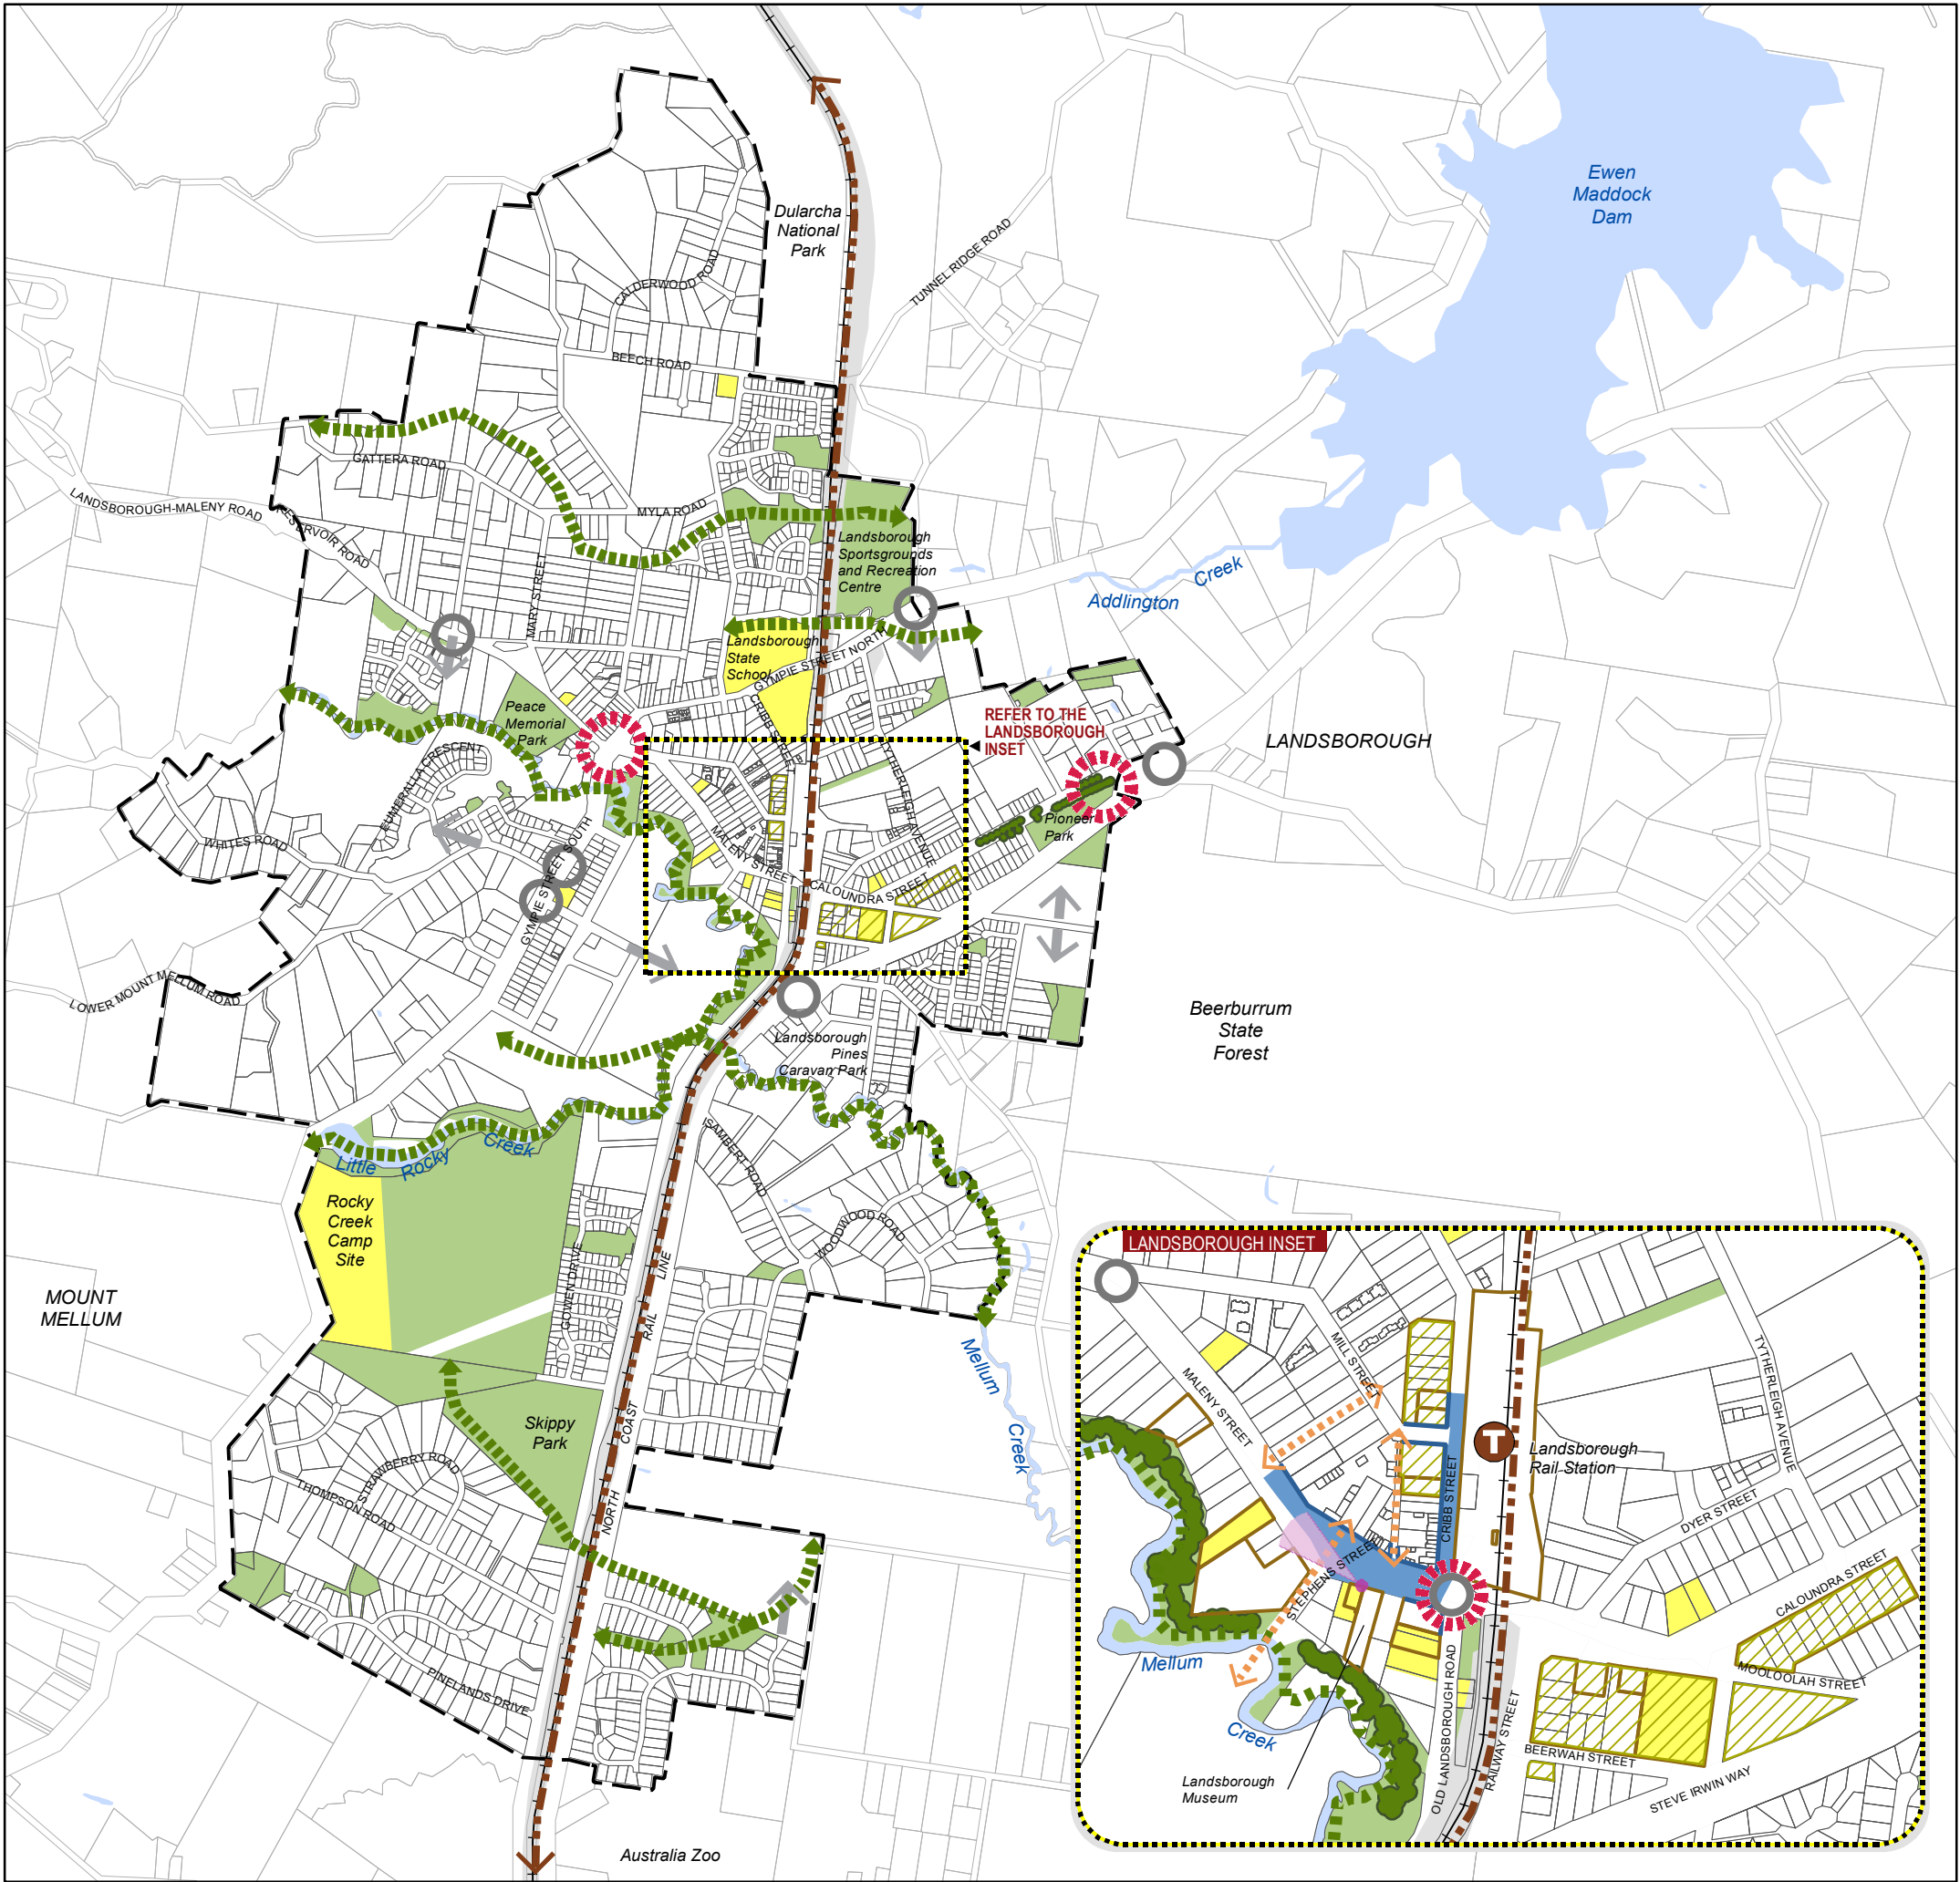 Ewen
Maddock
Dam
Dularcha
National
Park
TUNNEL RIDGE ROAD
CALDERWOOD ROAD
BEECH ROAD
GATTERA ROAD
LANDSBOROUGH-MALENY ROAD
RESERVOIR ROAD
MYLA ROAD
MARY STREET
Landsborough
Sportsgrounds
and Recreation
Centre
Addlington
Creek
Landsborough
State
School
GYMPIE STREET NORTH
CRIBB STREET
Peace
Memorial
Park
REFER TO THE
LANDSBOROUGH
INSET
LANDSBOROUGH
EUMERALLA CRESCENT
WHITES ROAD
TYTHERLEIGH AVENUE
MALENY STREET
CALOUNDRA STREET
Pioneer
Park
GYMPIE STREET SOUTH
LOWER MOUNT MELLUM ROAD
Beerburrum
State
Forest
Landsborough
Pines
Caravan Park
ISAMBERT ROAD
Little
Rocky
Creek
Rocky
Creek
Camp
Site
WOODWOOD ROAD
GOWEN DRIVE
MOUNT
MELLUM
NORTH
COAST
RAIL
LINE
Mellum
Creek
Skippy
Park
STRAWBERRY ROAD
THOMPSON ROAD
PINELANDS DRIVE
Australia Zoo
LANDSBOROUGH INSET
MILL STREET
MALENY STREET
TYTHERLEIGH AVENUE
T
Landsborough
Rail Station
CRIBB STREET
DYER STREET
STEPHENS STREET
CALOUNDRA STREET
MOOLOOLAH STREET
Mellum
Creek
OLD LANDSBOROUGH ROAD
RAILWAY STREET
BEERWAH STREET
STEVE IRWIN WAY
Landsborough
Museum